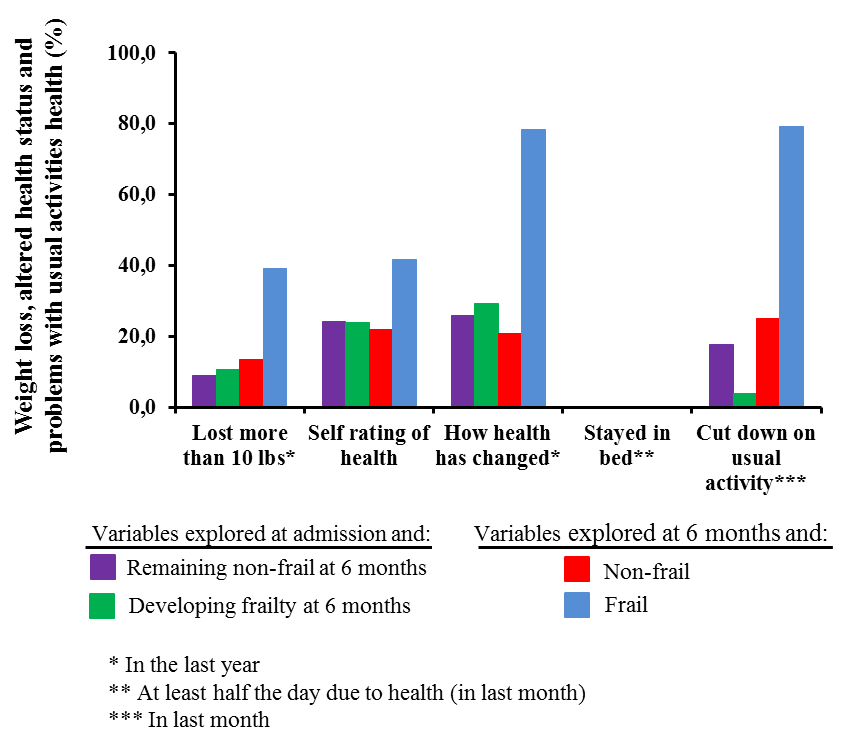 Weight loss, altered health status and
problems with usual activities health (%)
100,0
80,0
60,0
40,0
20,0
0,0
Lost more
than 10 lbs*
Self rating of
health
How health
has changed*
Stayed in
bed**
Cut down on
usual
activity***
Variables explored at admission and:
Remaining non-frail at 6 months
Developing frailty at 6 months
Variables explored at 6 months and:
Non-frail
Frail
* In the last year
** At least half the day due to health (in last month)
*** In last month